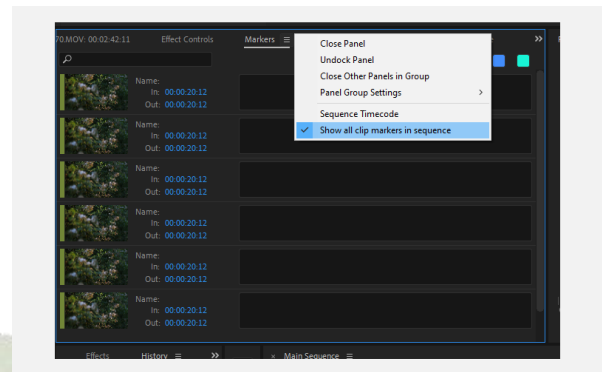 70.MOV: 00:02:42:11 Effect Controls Markers
Close Panel
Undock Panel
Close Other Panels in Group
Panel Group Settings
Sequence Timecode
Show all clip markers in sequence
Name:
In: 00:00:20:12
Out: 00:00:20:12
Name:
In: 00:00:20:12
Out: 00:00:20:12
Name:
In: 00:00:20:12
Out: 00:00:20:12
Name:
In: 00:00:20:12
Out: 00:00:20:12
Name:
In: 00:00:20:12
Out: 00:00:20:12
Name:
In: 00:00:20:12
Out: 00:00:20:12
Effects History × Main Sequence